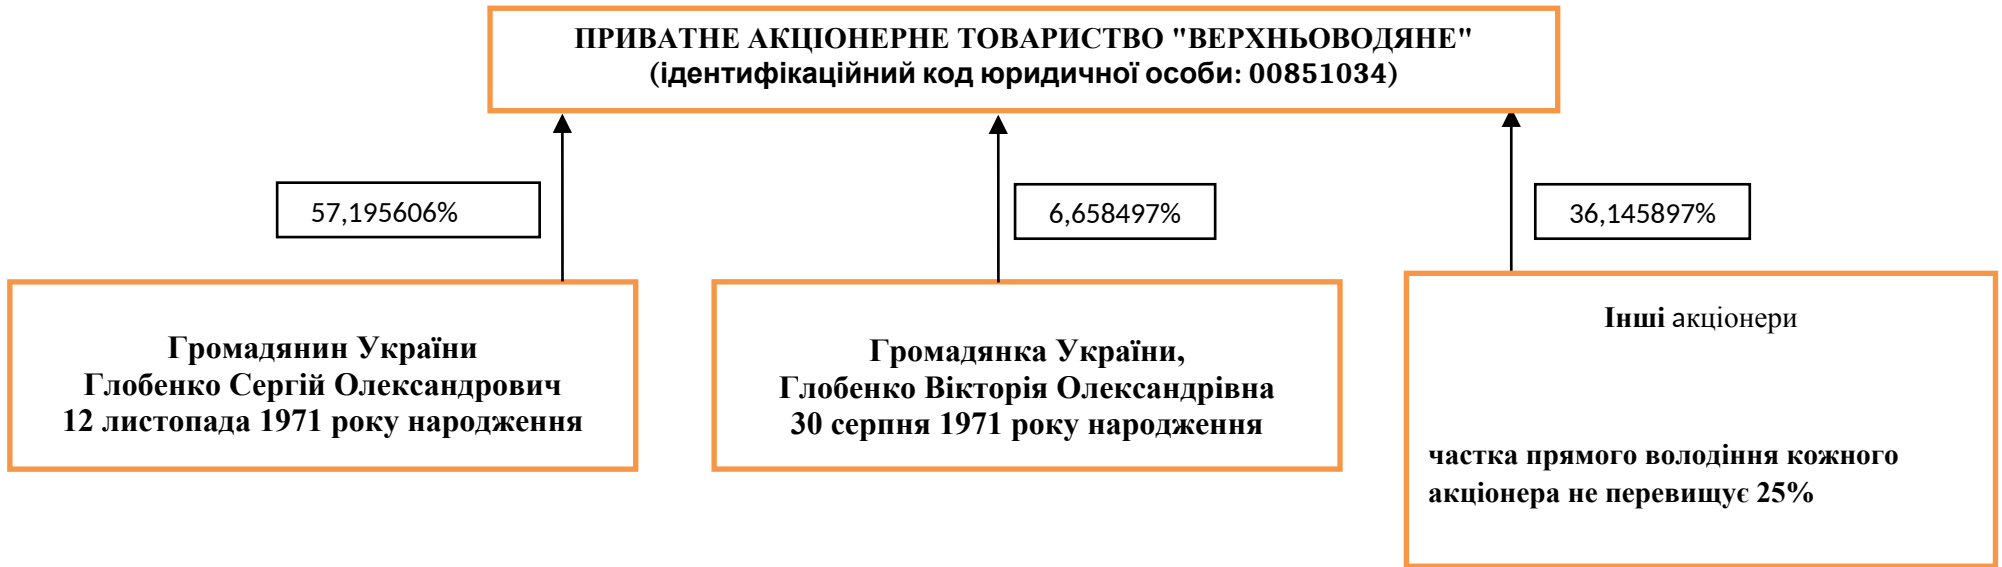 ПРИВАТНЕ АКЦІОНЕРНЕ ТОВАРИСТВО "ВЕРХНЬОВОДЯНЕ"
(ідентифікаційний код юридичної особи: 00851034)
57,195606%
6,658497%
36,145897%
Громадянин України
Глобенко Сергій Олександрович
12 листопада 1971 року народження
Громадянка України,
Глобенко Вікторія Олександрівна
30 серпня 1971 року народження
Інші акціонери
частка прямого володіння кожного
акціонера не перевищує 25%